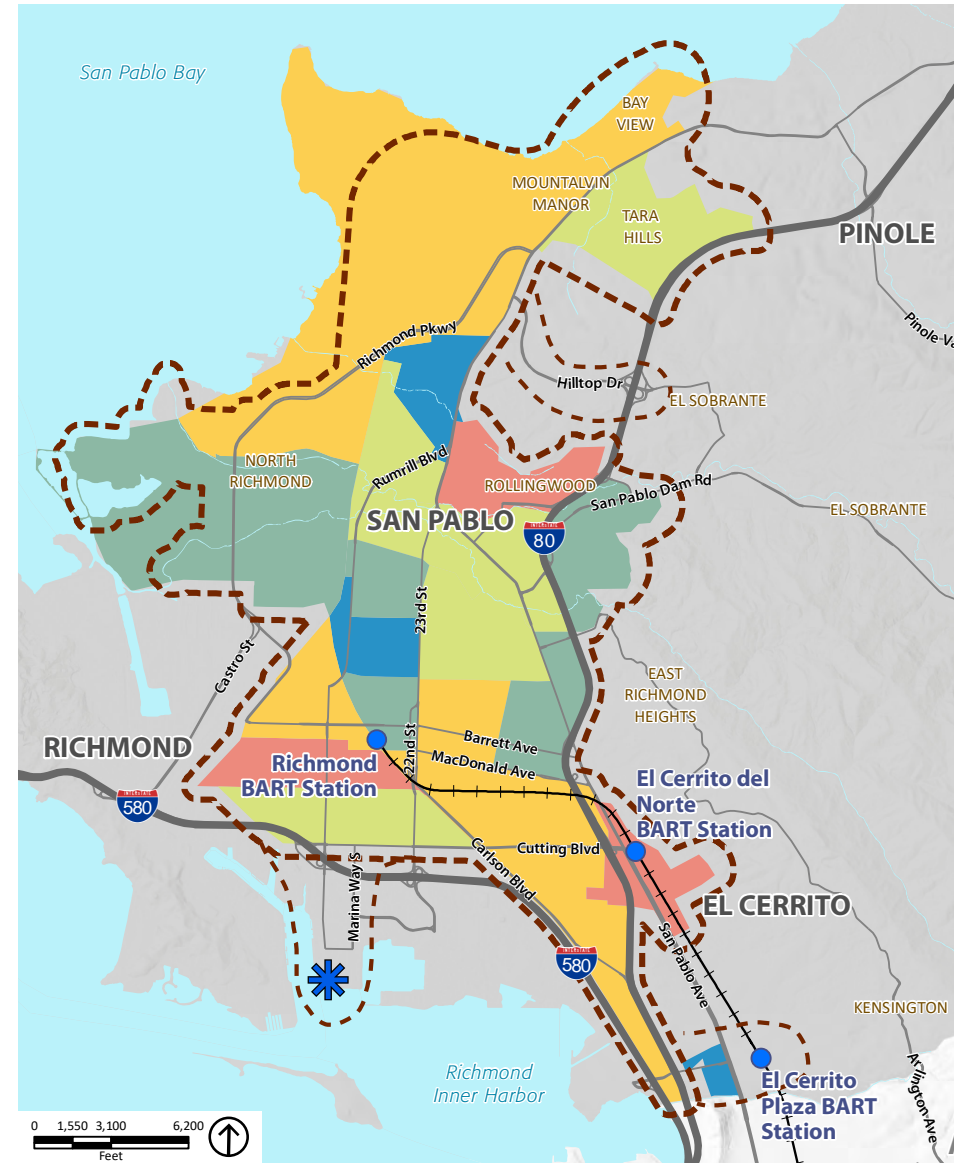 San Pablo Bay
BAY
VIEW
MOUNTALVIN
MANOR
TARA
HILLS
PINOLE
Richmond Pkwy
Hilltop Dr
EL SOBRANTE
NORTH
RICHMOND
Rumrill Blvd
ROLLINGWOOD
San Pablo Dam Rd
SAN PABLO
INTERSTATE
80
EL SOBRANTE
23rd St
Castro St
EAST
RICHMOND
HEIGHTS
RICHMOND
22nd St
Barrett Ave
MacDonald Ave
Richmond
BART Station
El Cerrito del
Norte
BART Station
INTERSTATE
580
Cutting Blvd
Carlson Blvd
Marina Way S
EL CERRITO
San Pablo Ave
INTERSTATE
580
KENSINGTON
Richmond
Inner Harbor
El Cerrito
Plaza BART
Station
Arlington Ave
0 1,550 3,100 6,200
Feet